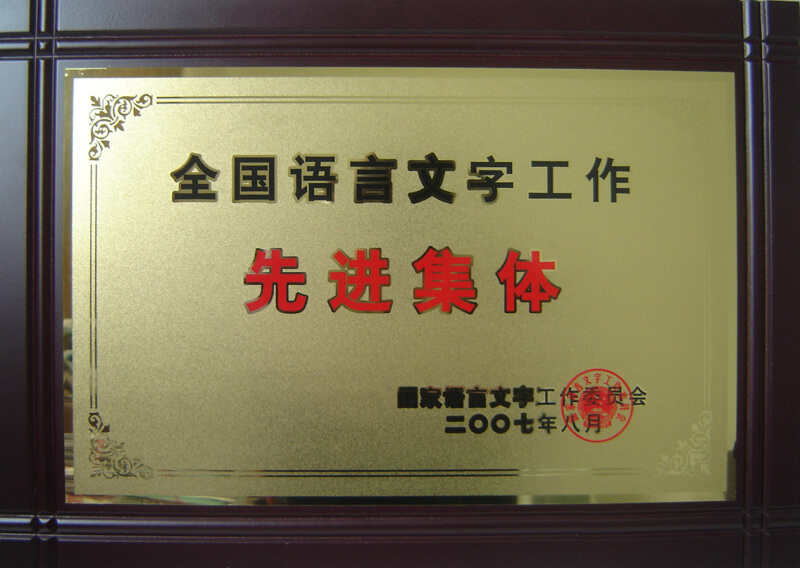 全国语言文字工作
先进集体
国家语言文字工作委员会
二〇〇七年八月